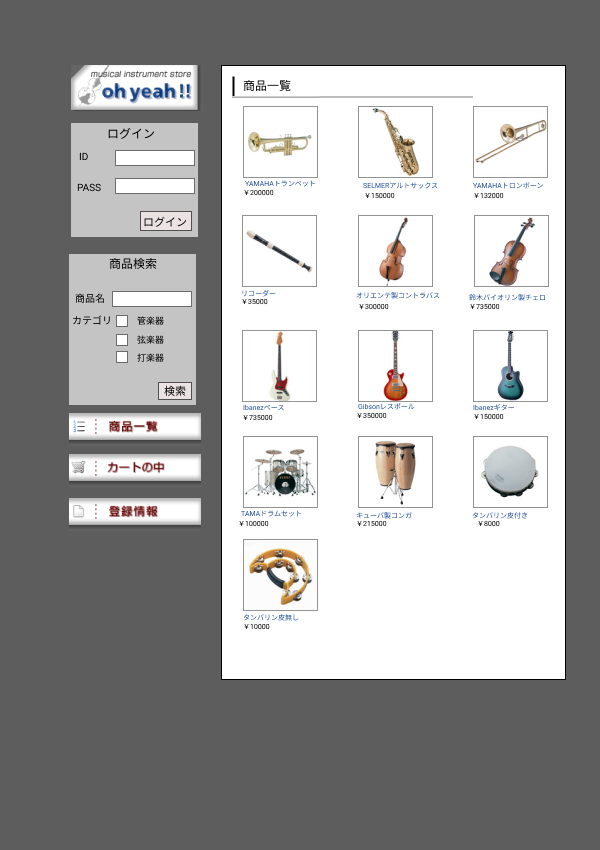 musical instrument store
oh yeah !!
ログイン
ID
PASS
ログイン
商品検索
商品名
カテゴリ
管楽器
弦楽器
打楽器
検索
商品一覧
カートの中
登録情報
商品一覧
YAMAHAトランペット
￥200000
SELMERアルトサックス
￥150000
YAMAHAトロンボーン
￥132000
リコーダー
￥35000
オリエンテ製コントラバス
￥300000
鈴木バイオリン製チェロ
￥735000
Ibanezベース
￥735000
Gibsonレスポール
￥350000
Ibanezギター
￥150000
TAMAドラムセット
￥100000
キューバ製コンガ
￥215000
タンバリン皮付き
￥8000
タンバリン皮無し
￥10000